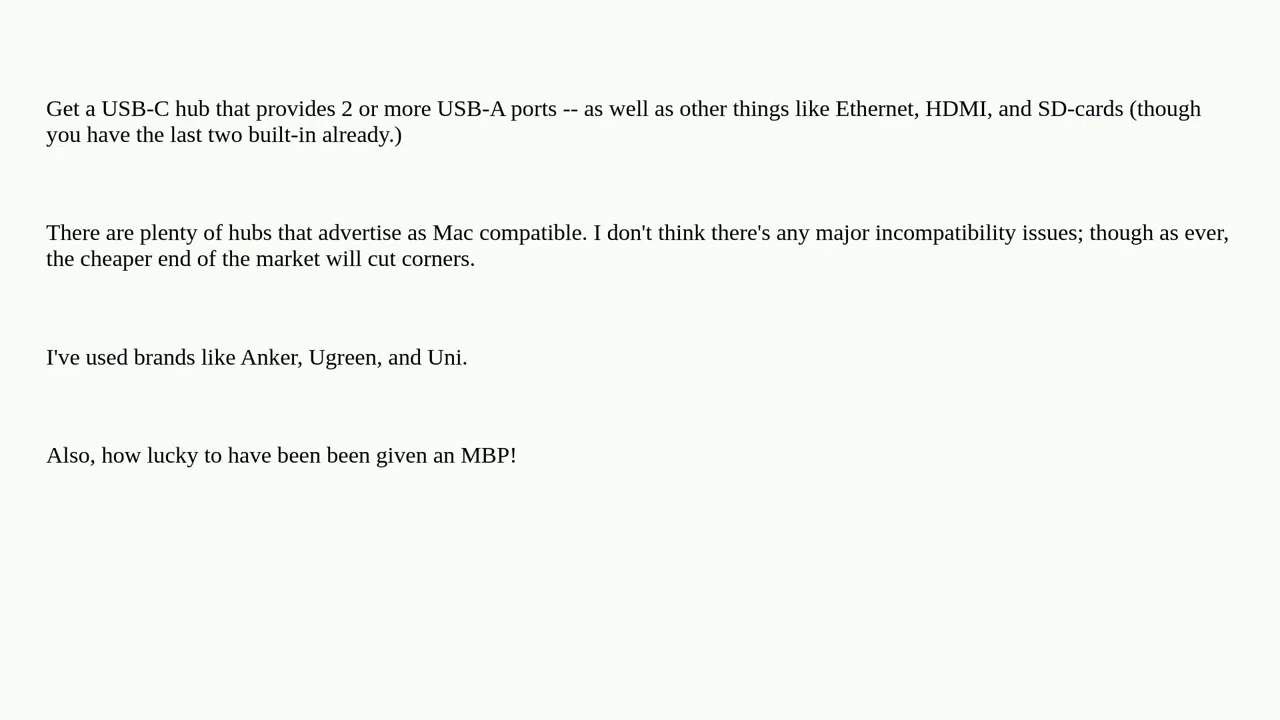 Get a USB-C hub that provides 2 or more USB-A ports -- as well as other things like Ethernet, HDMI, and SD-cards (though
you have the last two built-in already.)
There are plenty of hubs that advertise as Mac compatible. I don't think there's any major incompatibility issues; though as ever,
the cheaper end of the market will cut corners.
I've used brands like Anker, Ugreen, and Uni.
Also, how lucky to have been been given an MBP!